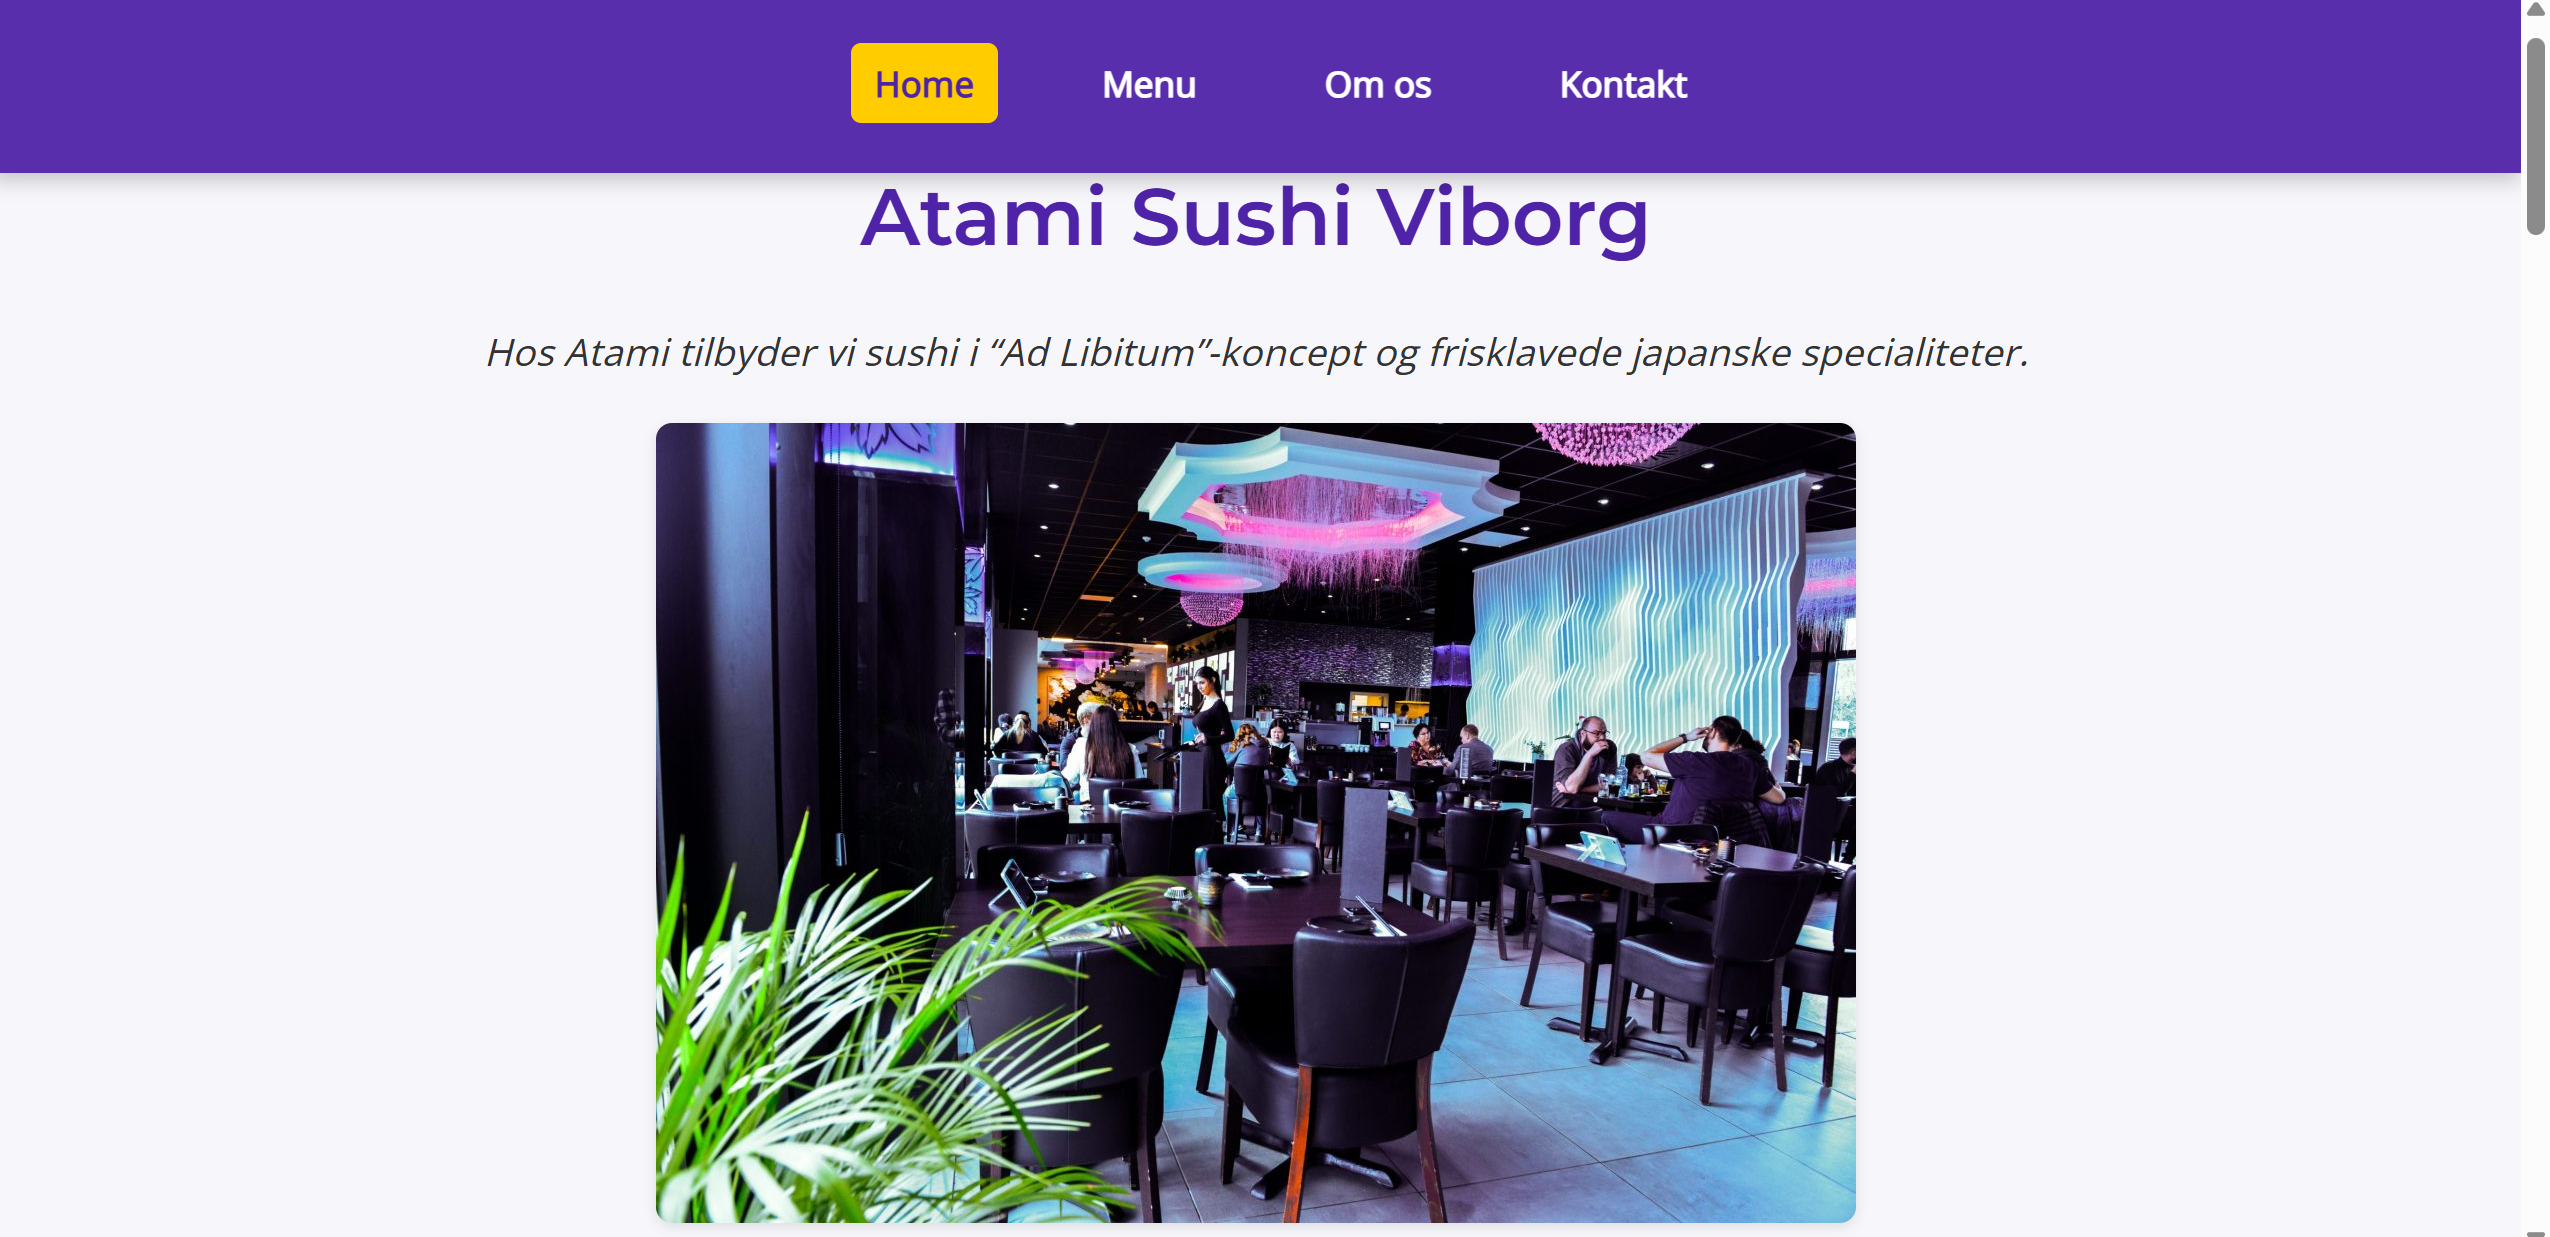 Home Menu Om os Kontakt
Atami Sushi Viborg
Hos Atami tilbyder vi sushi i “Ad Libitum”-koncept og frisklavede japanske specialiteter.